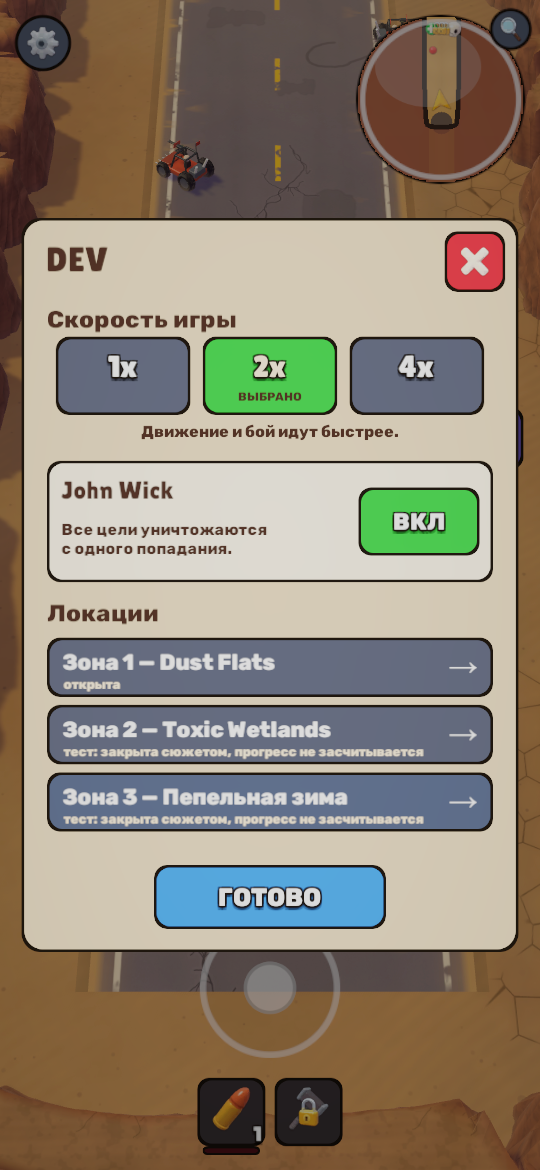 DEV
Скорость игры
1x
2x
4x
ВЫБРАНО
Движение и бой идут быстрее.
John Wick
Все цели уничтожаются
с одного попадания.
ВКЛ
Локации
Зона 1 — Dust Flats
→
открыта
Зона 2 — Toxic Wetlands
→
тест: закрыта сюжетом, прогресс не засчитывается
Зона 3 — Пепельная зима
→
тест: закрыта сюжетом, прогресс не засчитывается
ГОТОВО
1